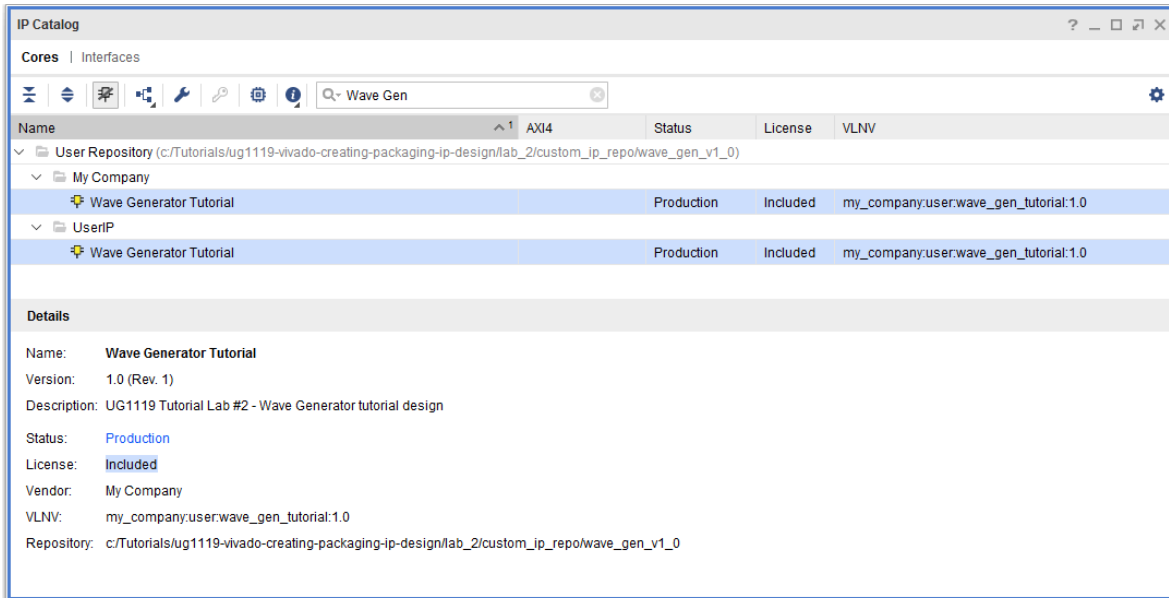 IP Catalog
Cores | Interfaces
Wave Gen
Name 1 AXI4 Status License VLNV
User Repository (c:/Tutorials/ug1119-vivado-creating-packaging-ip-design/lab_2/custom_ip_repo/wave_gen_v1_0)
My Company
Wave Generator Tutorial Production Included my_company:user:wave_gen_tutorial:1.0
UserIP
Wave Generator Tutorial Production Included my_company:user:wave_gen_tutorial:1.0
Details
Name: Wave Generator Tutorial
Version: 1.0 (Rev. 1)
Description: UG1119 Tutorial Lab #2 - Wave Generator tutorial design
Status: Production
License: Included
Vendor: My Company
VLNV: my_company:user:wave_gen_tutorial:1.0
Repository: c:/Tutorials/ug1119-vivado-creating-packaging-ip-design/lab_2/custom_ip_repo/wave_gen_v1_0